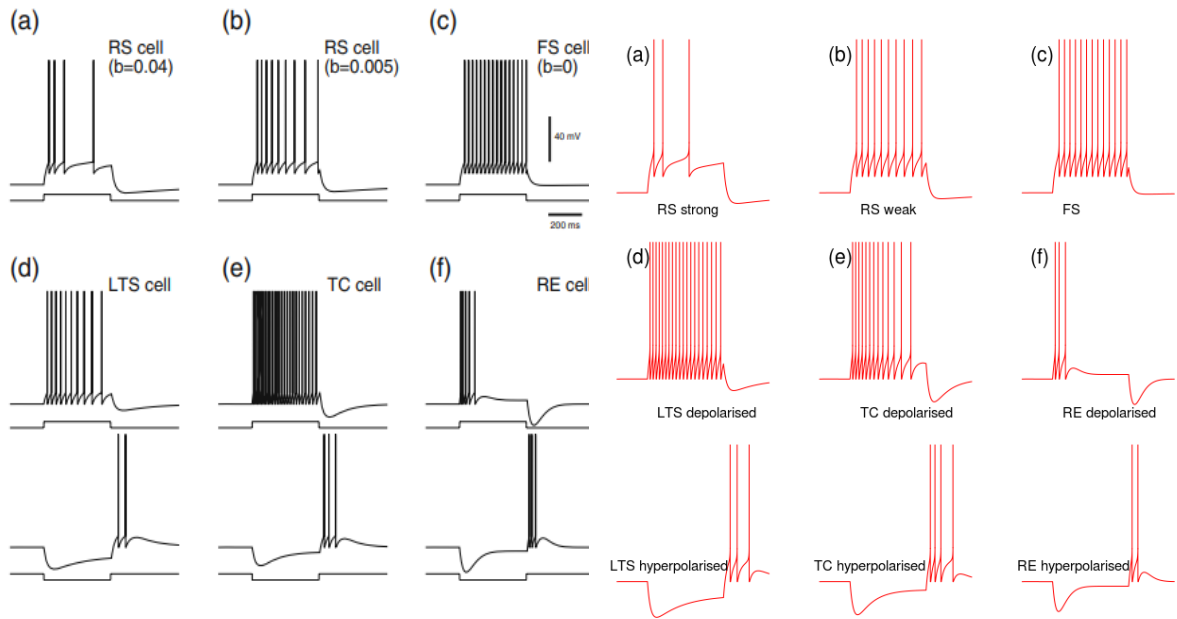 (a)
RS cell
(b=0.04)
(b)
RS cell
(b=0.005)
(c)
FS cell
(b=0)
40 mV
200 ms
(d)
LTS cell
(e)
TC cell
(f)
RE cell
(a)
RS strong
(b)
RS weak
(c)
FS
(d)
LTS depolarised
(e)
TC depolarised
(f)
RE depolarised
LTS hyperpolarised
TC hyperpolarised
RE hyperpolarised